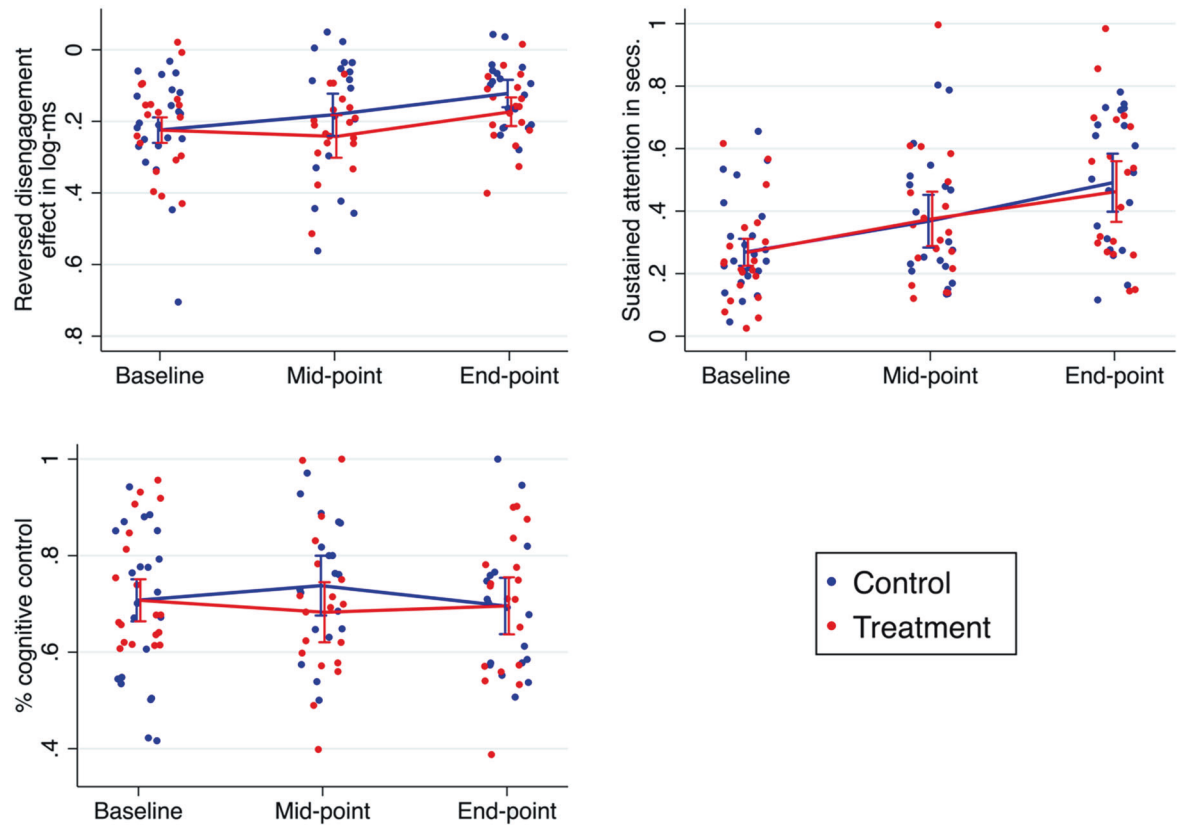 Reversed disengagement
effect in log-ms
0
.2
.4
.6
.8
Baseline
Mid-point
End-point
Sustained attention in secs.
1
.8
.6
.4
.2
0
Baseline
Mid-point
End-point
% cognitive control
1
.8
.6
.4
Baseline
Mid-point
End-point
Control
Treatment